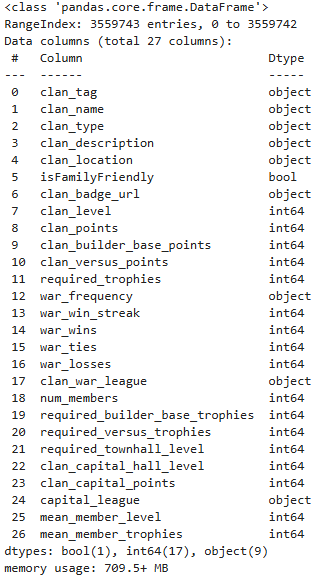 <class 'pandas.core.frame.DataFrame'>
RangeIndex: 3559743 entries, 0 to 3559742
Data columns (total 27 columns):
 #   Column                          Dtype
---  ------                          -----
 0   clan_tag                        object
 1   clan_name                       object
 2   clan_type                       object
 3   clan_description                object
 4   clan_location                   object
 5   isFamilyFriendly                bool
 6   clan_badge_url                  object
 7   clan_level                      int64
 8   clan_points                     int64
 9   clan_builder_base_points        int64
 10  clan_versus_points              int64
 11  required_trophies               int64
 12  war_frequency                   object
 13  war_win_streak                  int64
 14  war_wins                        int64
 15  war_ties                        int64
 16  war_losses                      int64
 17  clan_war_league                 object
 18  num_members                     int64
 19  required_builder_base_trophies  int64
 20  required_versus_trophies        int64
 21  required_townhall_level         int64
 22  clan_capital_hall_level         int64
 23  clan_capital_points             int64
 24  capital_league                  object
 25  mean_member_level               int64
 26  mean_member_trophies            int64
dtypes: bool(1), int64(17), object(9)
memory usage: 709.5+ MB